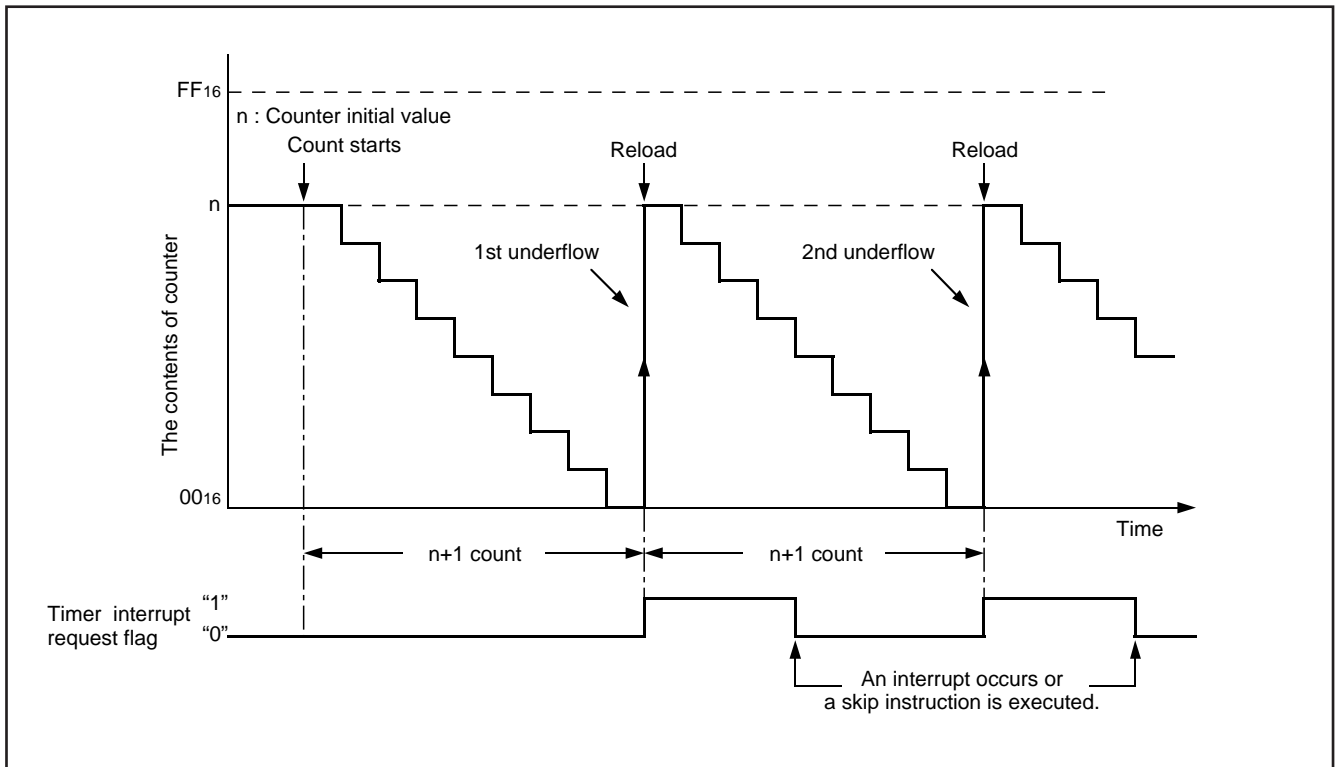 FF16
n : Counter initial value
Count starts
Reload
Reload
n
The contents of counter
1st underflow
2nd underflow
0016
Time
n+1 count
n+1 count
Timer interrupt
request flag
“1”
“0”
An interrupt occurs or
a skip instruction is executed.